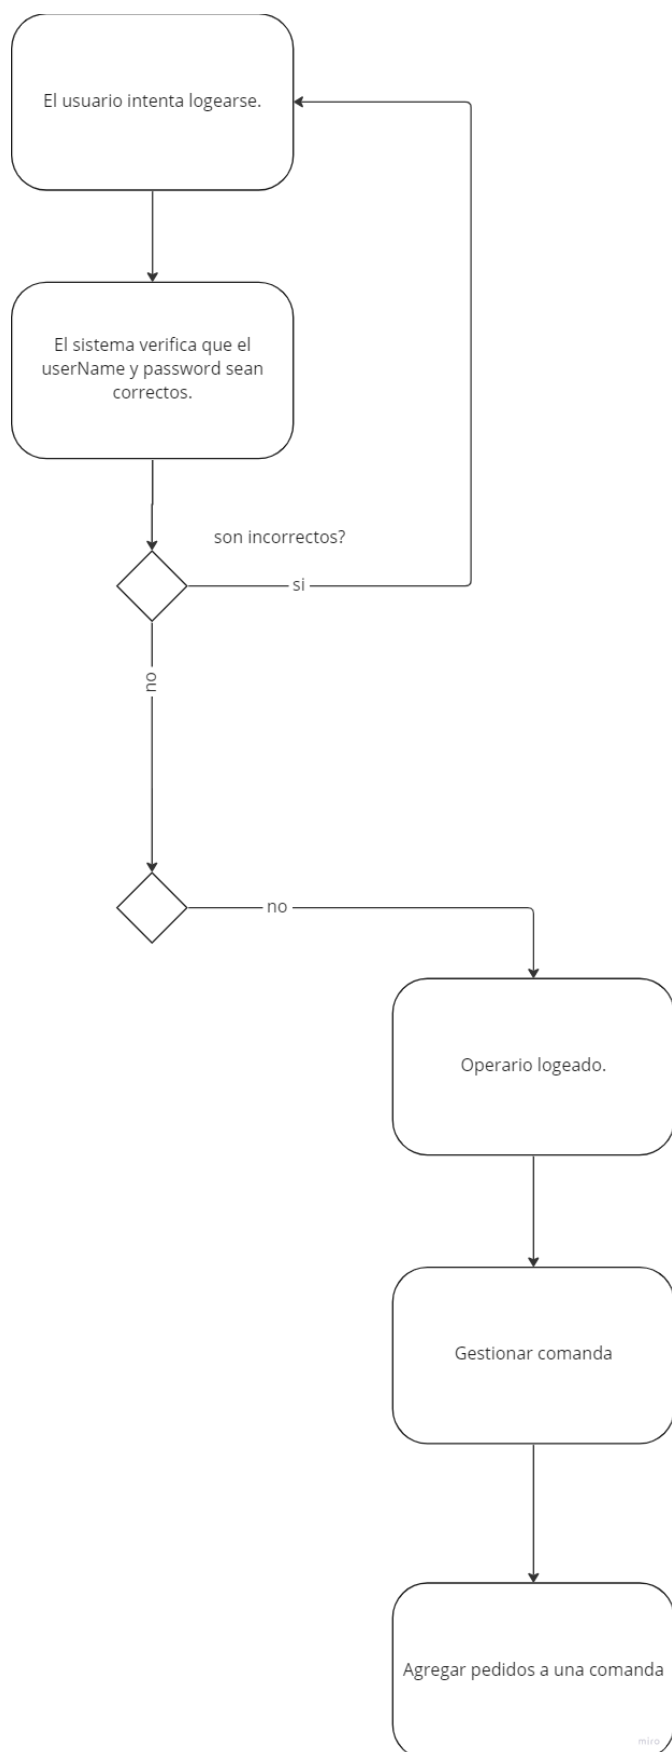 El usuario intenta logearse.
El sistema verifica que el
userName y password sean
correctos.
son incorrectos?
si
no
no
Operario logeado.
Gestionar comanda
Agregar pedidos a una comanda
miro